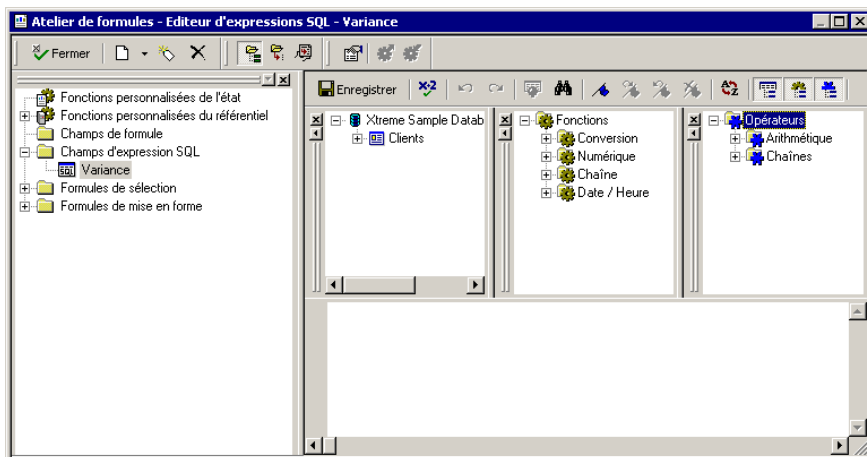 Atelier de formules - Editeur d'expressions SQL - Variance
Fermer
Fonctions personnalisées de l'état
Fonctions personnalisées du référentiel
Champs de formule
Champs d'expression SQL
SQL Variance
Formules de sélection
Formules de mise en forme
Enregistrer
Xtreme Sample Datab
Clients
Fonctions
Conversion
Numérique
Chaîne
Date / Heure
Opérateurs
Arithmétique
Chaînes